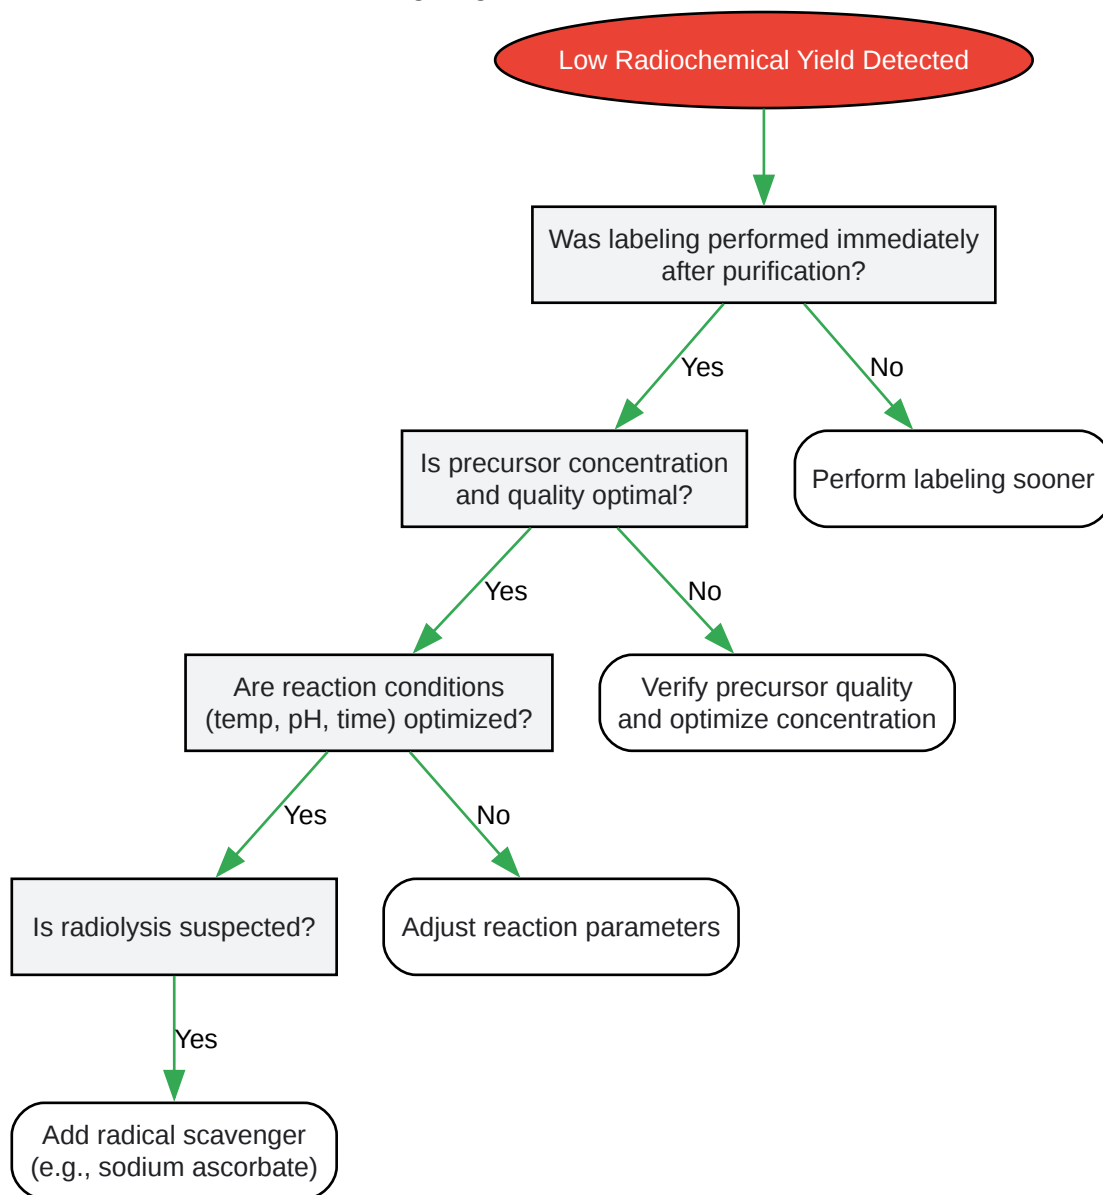 Low Radiochemical Yield Detected
Was labeling performed immediately
after purification?
Yes
No
Is precursor concentration
and quality optimal?
Perform labeling sooner
Yes
No
Are reaction conditions
(temp, pH, time) optimized?
Verify precursor quality
and optimize concentration
Yes
No
Is radiolysis suspected?
Adjust reaction parameters
Yes
Add radical scavenger
(e.g., sodium ascorbate)